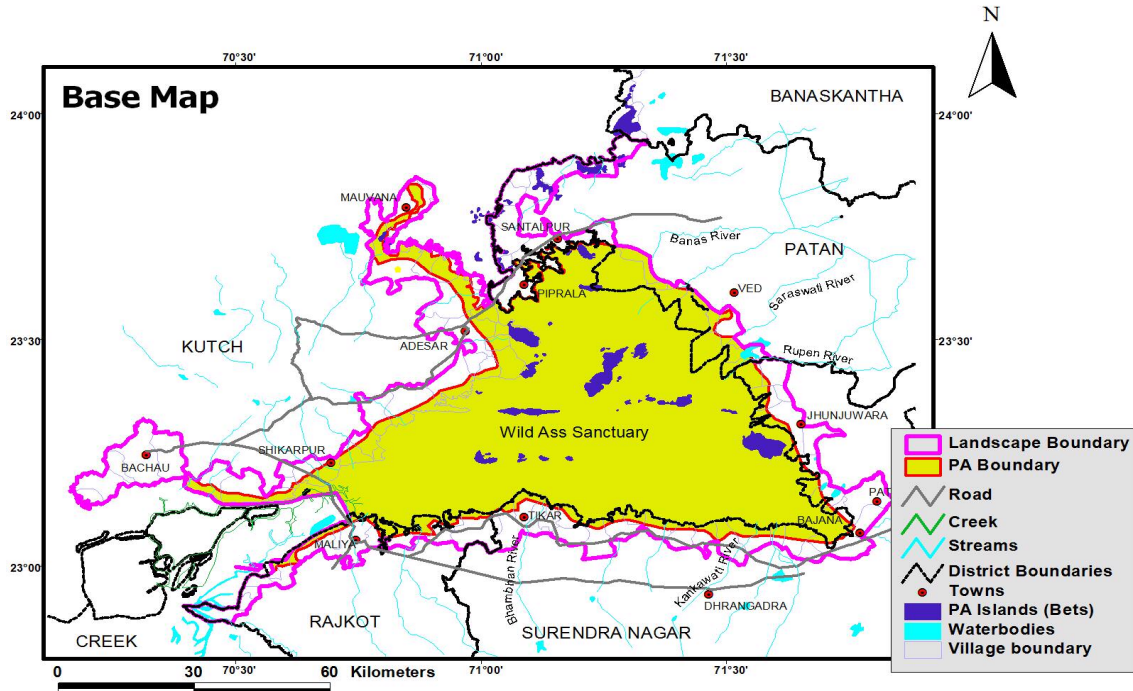 N
70°30'
71°00'
71°30'
Base Map
BANASKANTHA
24°00'
24°00'
MAUVANA
SANTALPUR
Banas River
PATAN
PIPRALA
VED
Saraswati River
23°30'
KUTCH
ADESAR
Rupen River
23°30'
JHUNJUWARA
Wild Ass Sanctuary
SHIKARPUR
BACHAU
PAT
BAJANA
TIKAR
MALIYA
23°00'
Bhambhan River
Kankawati River
DHRANGADRA
RAJKOT
SURENDRA NAGAR
CREEK
Landscape Boundary
PA Boundary
Road
Creek
Streams
District Boundaries
Towns
PA Islands (Bets)
Waterbodies
Village boundary
70°30'
71°00'
71°30'
0 30 60 Kilometers